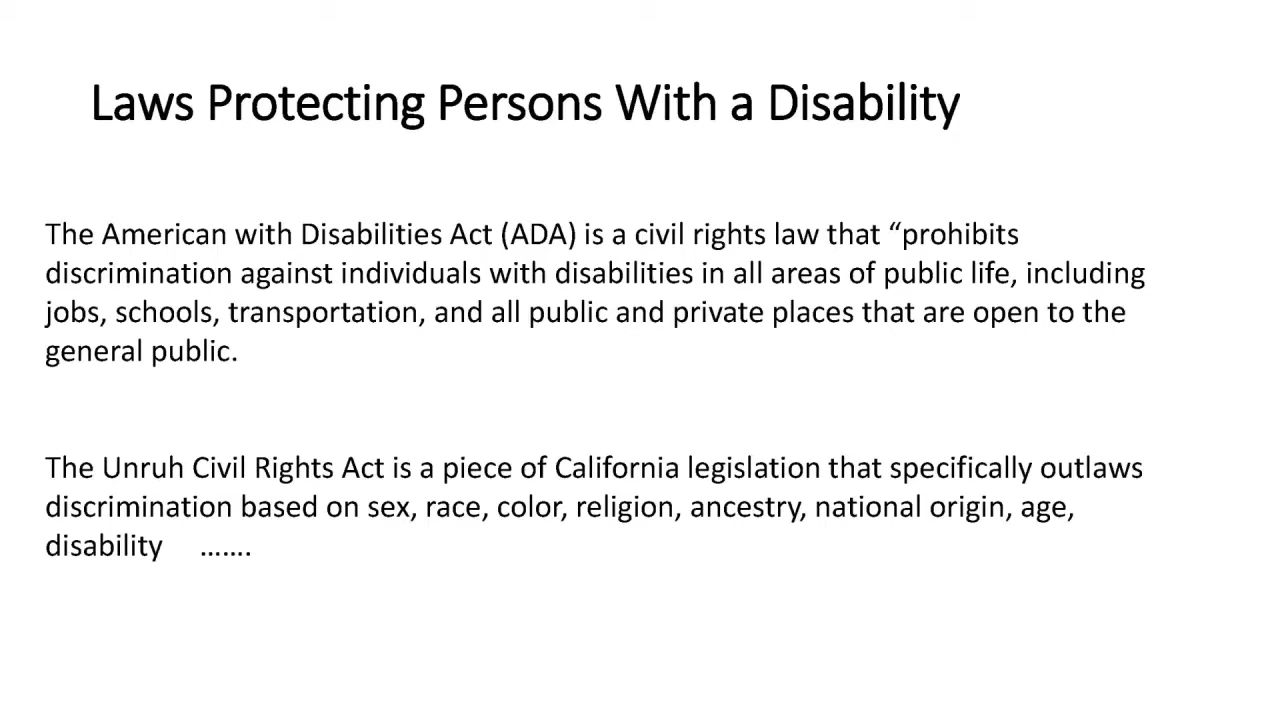 Laws Protecting Persons With a Disability
The American with Disabilities Act (ADA) is a civil rights law that “prohibits
discrimination against individuals with disabilities in all areas of public life, including
jobs, schools, transportation, and all public and private places that are open to the
general public.
The Unruh Civil Rights Act is a piece of California legislation that specifically outlaws
discrimination based on sex, race, color, religion, ancestry, national origin, age,
disability …….